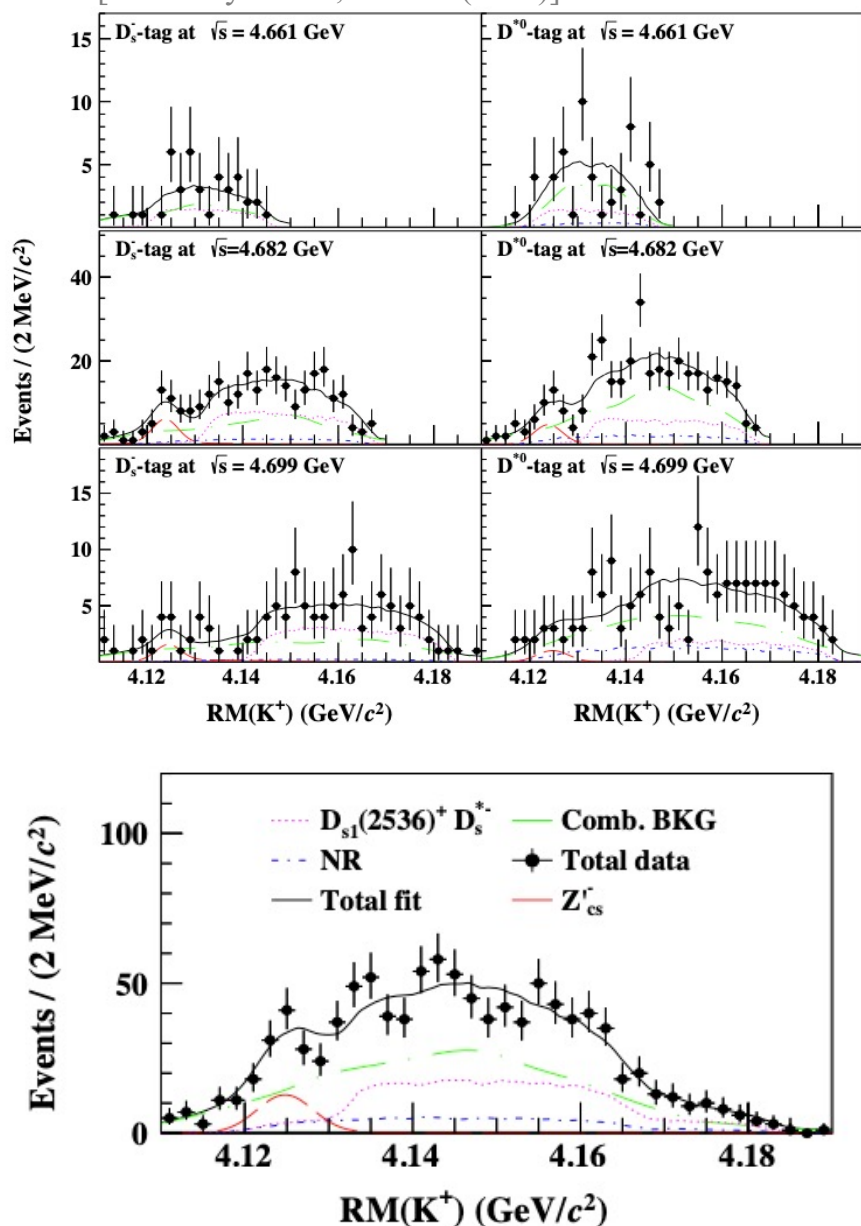 D_s^-‑tag at √s = 4.661 GeV
D*0‑tag at √s = 4.661 GeV
15
10
5
D_s^-‑tag at √s=4.682 GeV
D*0‑tag at √s=4.682 GeV
40
20
D_s^-‑tag at √s = 4.699 GeV
D*0‑tag at √s = 4.699 GeV
15
10
5
Events / (2 MeV/c²)
4.12 4.14 4.16 4.18 4.12 4.14 4.16 4.18
RM(K⁺) (GeV/c²) RM(K⁺) (GeV/c²)
100
50
0
Events / (2 MeV/c²)
D_s1(2536)⁺ D_s*⁻ Comb. BKG
NR Total data
Total fit Z'_cs^-
4.12 4.14 4.16 4.18
RM(K⁺) (GeV/c²)